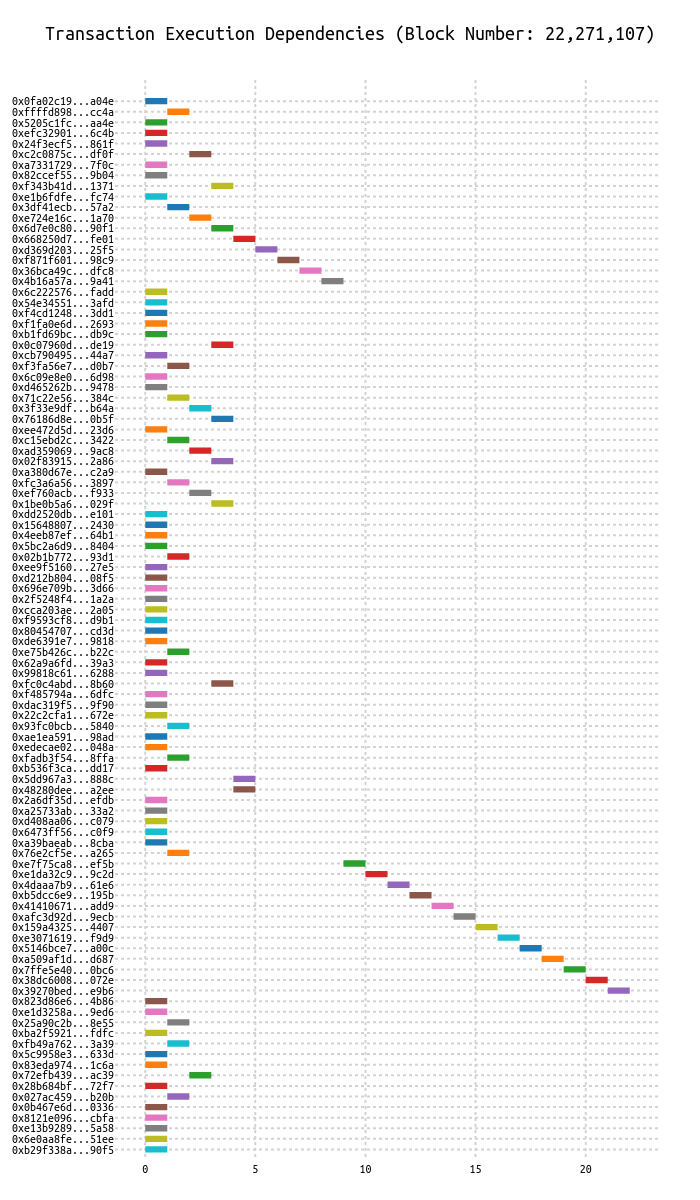 Transaction Execution Dependencies (Block Number: 22,271,107)
0x0fa02c19...a04e
0xffffd898...cc4a
0x5205c1fc...aa4e
0xefc32901...6c4b
0x24f3ecf5...861f
0xc2c0875c...df0f
0xa7331729...7f0c
0x82ccef55...9b04
0xf343b41d...1371
0xe1b6fdfe...fc74
0x3df41ecb...57a2
0xe724e16c...1a70
0x6d7e0c80...90f1
0x668250d7...fe01
0xd369d203...25f5
0xf871f601...98c9
0x36bca49c...dfc8
0x4b16a57a...9a41
0x6c222576...fadd
0x54e34551...3afd
0xf4cd1248...3dd1
0xf1fa0e6d...2693
0xb1fd69bc...db9c
0x0c07960d...de19
0xcb790495...44a7
0xf3fa56e7...d0b7
0x6c09e8e0...6d98
0xd465262b...9478
0x71c22e56...384c
0x3f33e9df...b64a
0x76186d8e...0b5f
0xee472d5d...23d6
0xc15ebd2c...3422
0xad359069...9ac8
0x02f83915...2a86
0xa380d67e...c2a9
0xfc3a6a56...3897
0xef760acb...f933
0x1be0b5a6...029f
0xdd2520db...e101
0x15648807...2430
0x4eeb87ef...64b1
0x5bc2a6d9...8404
0x02b1b772...93d1
0xee9f5160...27e5
0xd212b804...08f5
0x696e709b...3d66
0x2f5248f4...1a2a
0xcca203ae...2a05
0xf9593cf8...d9b1
0x80454707...cd3d
0xde6391e7...9818
0xe75b426c...b22c
0x62a9a6fd...39a3
0x99818c61...6288
0xfc0c4abd...8b60
0xf485794a...6dfc
0xdac319f5...9f90
0x22c2cfa1...672e
0x93fc0bcb...5840
0xae1ea591...98ad
0xedecae02...048a
0xfadb3f54...8ffa
0xb536f3ca...dd17
0x5dd967a3...888c
0x48280dee...a2ee
0x2a6df35d...efdb
0xa25733ab...33a2
0xd408aa06...c079
0x6473ff56...c0f9
0xa39baeab...8cba
0x76e2cf5e...a265
0xe7f75ca8...ef5b
0xe1da32c9...9c2d
0x4daaa7b9...61e6
0xb5dcc6e9...195b
0x41410671...add9
0xafc3d92d...9ecb
0x159a4325...4407
0xe3071619...f9d9
0x5146bce7...a00c
0xa509af1d...d687
0x7ffe5e40...0bc6
0x38dc6008...072e
0x39270bed...e9b6
0x823d86e6...4b86
0xe1d3258a...9ed6
0x25a90c2b...8e55
0xba2f5921...fdfc
0xfb49a762...3a39
0x5c9958e3...633d
0x83eda974...1c6a
0x72efb439...ac39
0x28b684bf...72f7
0x027ac459...b20b
0x0b467e6d...0336
0x8121e096...cbfa
0xe13b9289...5a58
0x6e0aa8fe...51ee
0xb29f338a...90f5
0 5 10 15 20